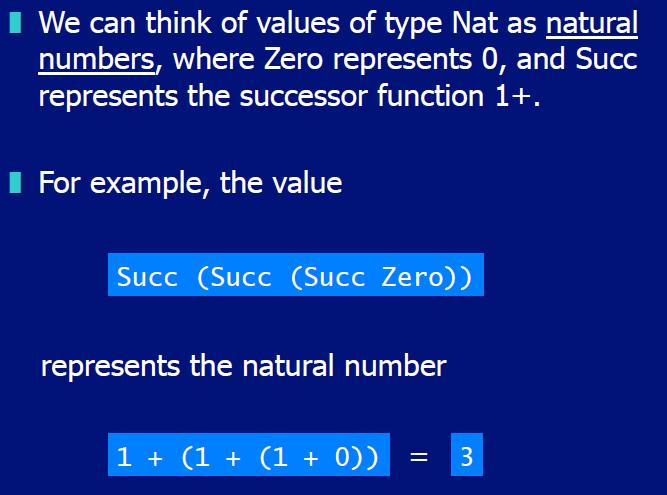 We can think of values of type Nat as natural
numbers, where Zero represents 0, and Succ
represents the successor function 1+.
For example, the value
Succ (Succ (Succ Zero))
represents the natural number
1 + (1 + (1 + 0)) = 3